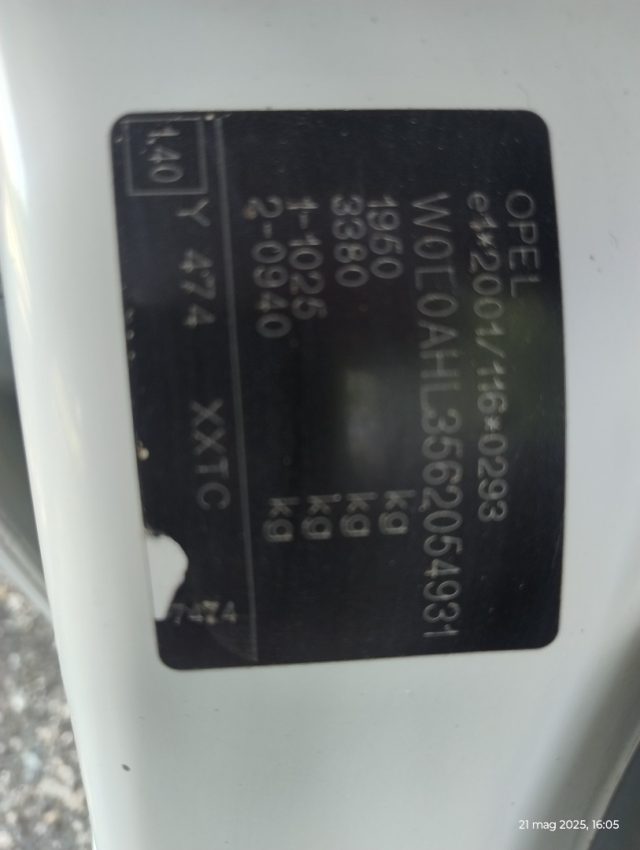 OPEL
e1*2001/116*0293
W0L0AHL3562054931
1950 kg
3380 kg
1-1025 kg
2-0940 kg
1.40 Y 474 XXTC
21 mag 2025, 16:05